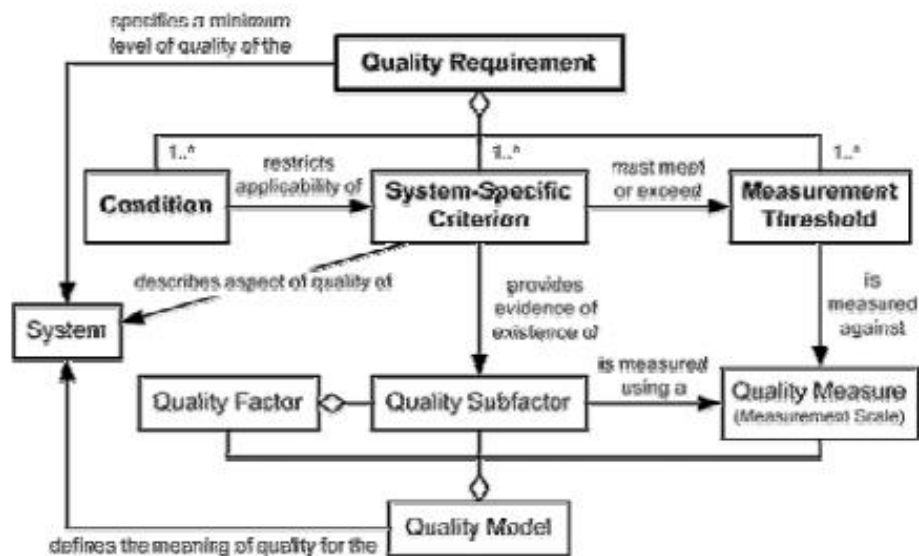 specifies a minimum
level of quality of the
Quality Requirement
1..*
1..*
1..*
restricts
applicability of
must meet
or exceed
Condition
System-Specific
Criterion
Measurement
Threshold
describes aspect of quality of
provides
evidence of
existence of
is
measured
against
System
is measured
using a
Quality Factor
Quality Subfactor
Quality Measure
(Measurement Scale)
Quality Model
defines the meaning of quality for the